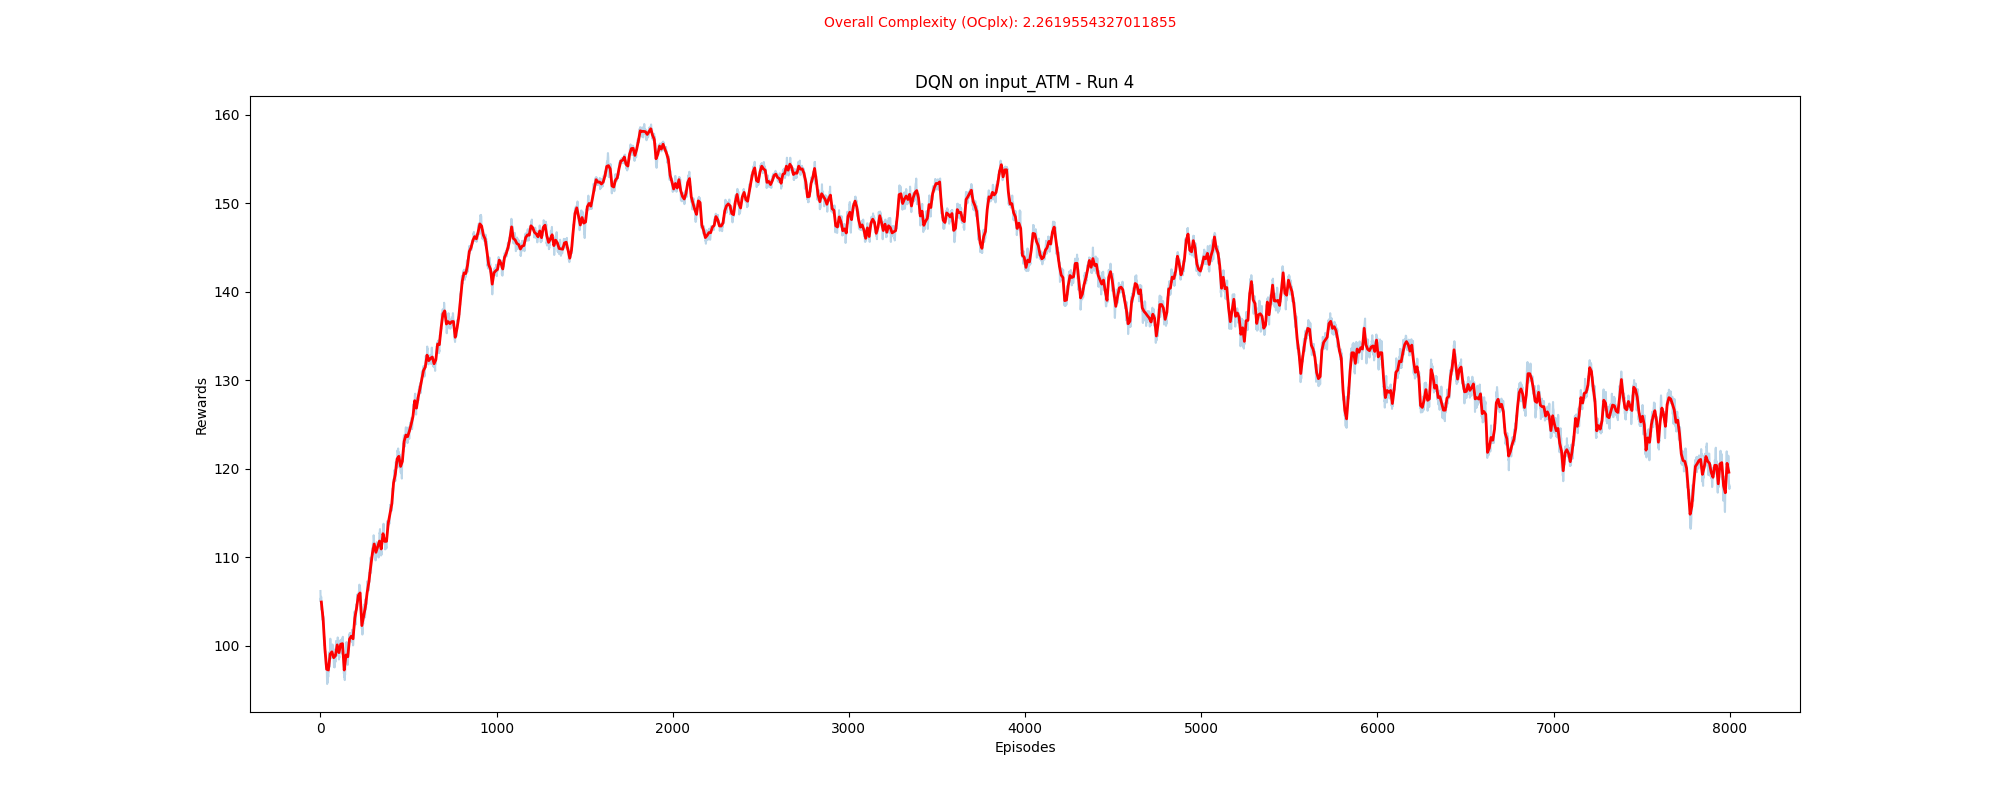 Overall Complexity (OCplx): 2.2619554327011855
DQN on input_ATM - Run 4
160
150
140
130
120
110
100
Rewards
0 1000 2000 3000 4000 5000 6000 7000 8000
Episodes